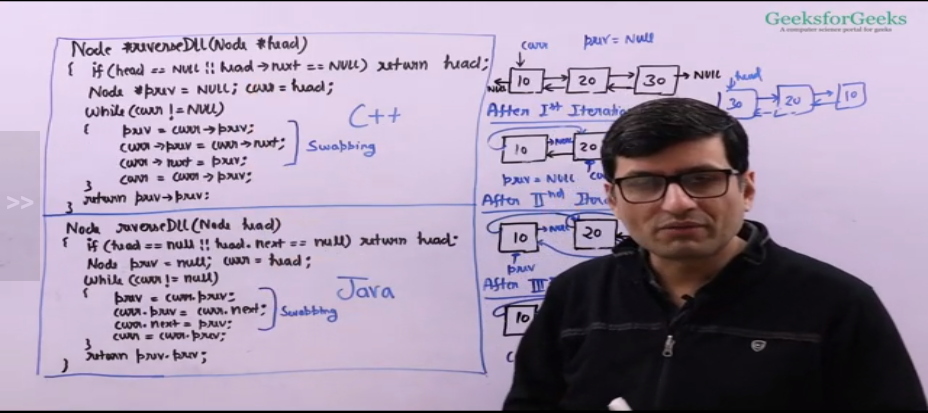 GeeksforGeeks
A computer science portal for geeks
Node *reverseDLL(Node *head)
{ if (head == NULL || head→next == NULL) return head;
Node *prev = NULL; curr = head;
while (curr != NULL)
{ prev = curr→prev;
curr→prev = curr→next;
curr→next = prev;
curr = curr→prev;
}
return prev→prev;
}
Swapping
C++
Node reverseDLL(Node head)
{ if (head == null || head.next == null) return head;
Node prev = null; curr = head;
while (curr != null)
{ prev = curr.prev;
curr.prev = curr.next;
curr.next = prev;
curr = curr.prev;
}
return prev.prev;
}
Swapping
Java
curr prev = NULL
10 20 30 NULL
head
30 20 10
After Ist Iteration
10 NULL 20
prev = NULL
After IInd
10 NULL 20
prev
After III
10
>>